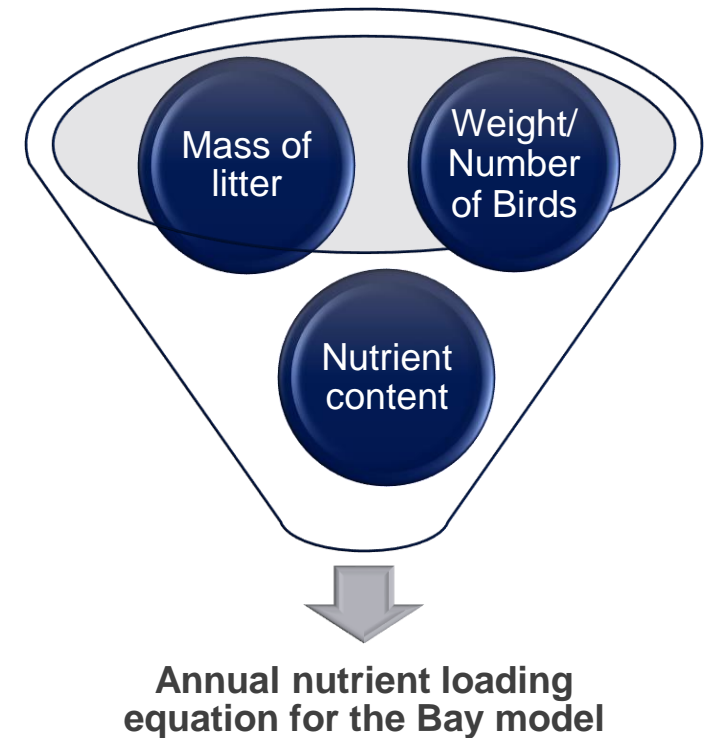 Mass of
litter
Weight/
Number
of Birds
Nutrient
content
Annual nutrient loading
equation for the Bay model